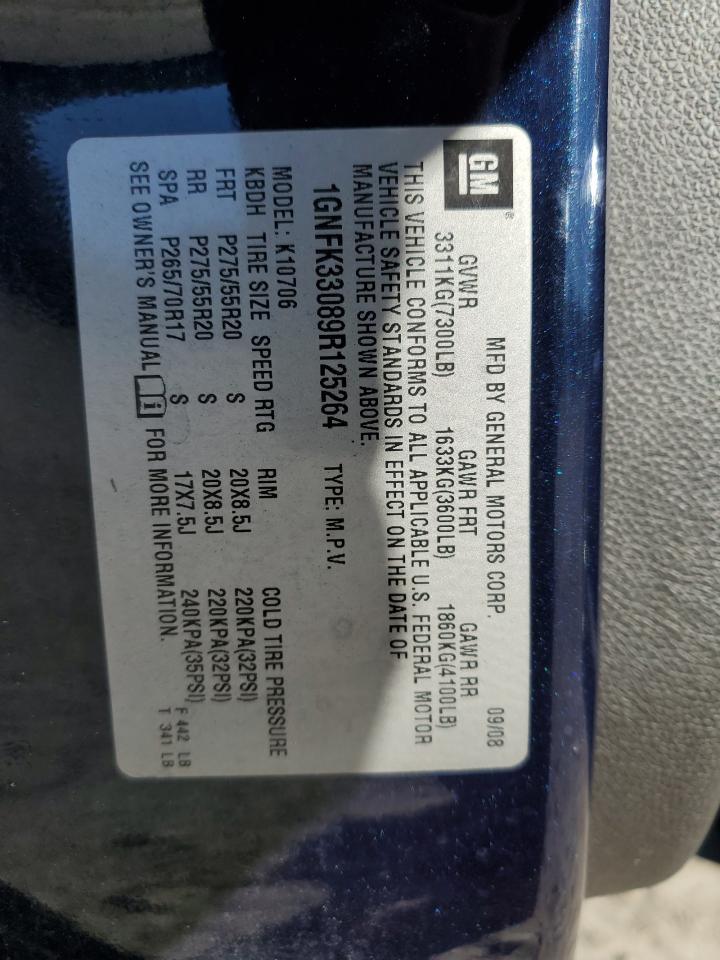 GM ®
MFD BY GENERAL MOTORS CORP. 09/08
GVWR GAWR FRT GAWR RR
3311KG(7300LB) 1633KG(3600LB) 1860KG(4100LB)
THIS VEHICLE CONFORMS TO ALL APPLICABLE U.S. FEDERAL MOTOR
VEHICLE SAFETY STANDARDS IN EFFECT ON THE DATE OF
MANUFACTURE SHOWN ABOVE.
1GNFK33089R125264 TYPE: M.P.V.
MODEL: K10706
KBDH TIRE SIZE SPEED RTG RIM COLD TIRE PRESSURE
FRT P275/55R20 S 20X8.5J 220KPA(32PSI)
RR P275/55R20 S 20X8.5J 220KPA(32PSI)
SPA P265/70R17 S 17X7.5J 240KPA(35PSI) F 442 LB
SEE OWNER'S MANUAL i FOR MORE INFORMATION. T 341 LB